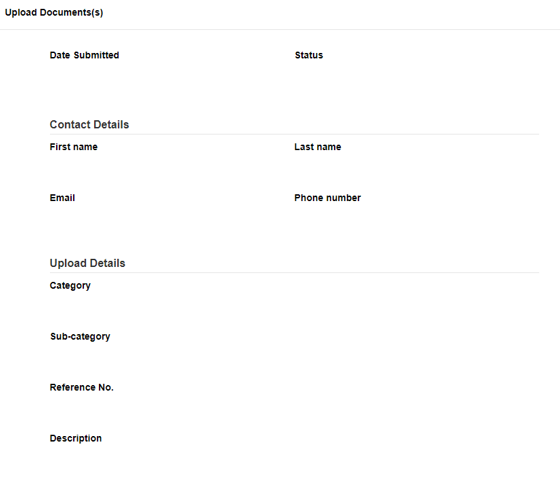 Upload Documents(s)
Date Submitted Status
Contact Details
First name Last name
Email Phone number
Upload Details
Category
Sub-category
Reference No.
Description